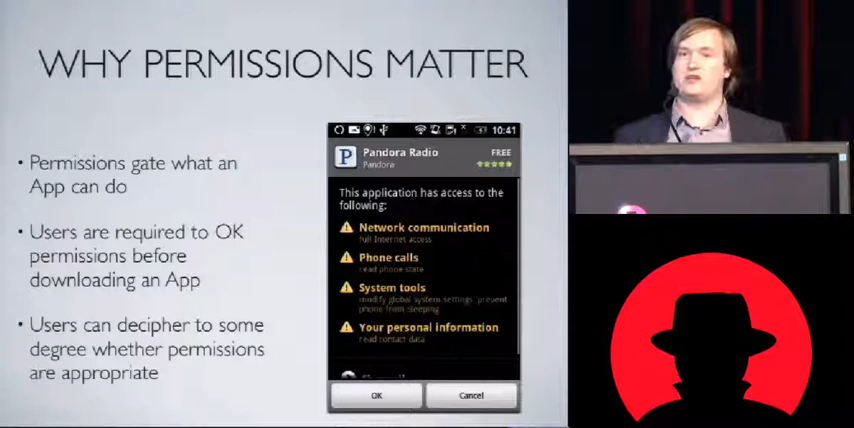 WHY PERMISSIONS MATTER
• Permissions gate what an
App can do
• Users are required to OK
permissions before
downloading an App
• Users can decipher to some
degree whether permissions
are appropriate
10:41
P
Pandora Radio
FREE
Pandora
This application has access to the
following:
Network communication
full Internet access
Phone calls
read phone state
System tools
modify global system settings, prevent
phone from sleeping
Your personal information
read contact data
OK
Cancel